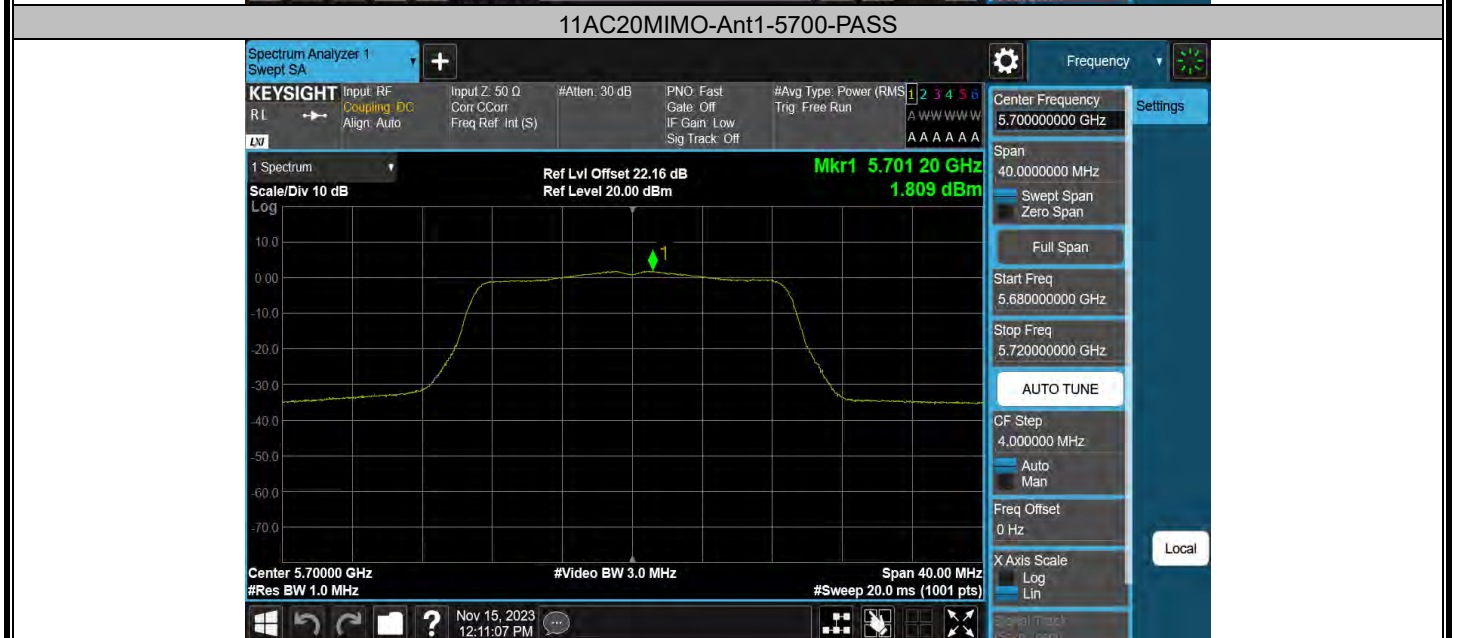 11AC20MIMO-Ant1-5700-PASS
Spectrum Analyzer 1
Swept SA
Frequency
KEYSIGHT
R L
LXI
Input: RF
Coupling: DC
Align: Auto
Input Z: 50 Ω
Corr CCorr
Freq Ref: Int (S)
#Atten: 30 dB
PNO: Fast
Gate: Off
IF Gain: Low
Sig Track: Off
#Avg Type: Power (RMS
Trig: Free Run
1 2 3 4 5 6
A W W W W W
A A A A A A
Center Frequency
5.700000000 GHz
Settings
1 Spectrum
Scale/Div 10 dB
Log
Ref Lvl Offset 22.16 dB
Ref Level 20.00 dBm
Mkr1 5.701 20 GHz
1.809 dBm
Span
40.0000000 MHz
Swept Span
Zero Span
Full Span
Start Freq
5.680000000 GHz
Stop Freq
5.720000000 GHz
AUTO TUNE
CF Step
4.000000 MHz
Auto
Man
Freq Offset
0 Hz
X Axis Scale
Log
Lin
Local
1
10.0
0.00
-10.0
-20.0
-30.0
-40.0
-50.0
-60.0
-70.0
Center 5.70000 GHz
#Res BW 1.0 MHz
#Video BW 3.0 MHz
Span 40.00 MHz
#Sweep 20.0 ms (1001 pts)
Nov 15, 2023
12:11:07 PM
Signal Track